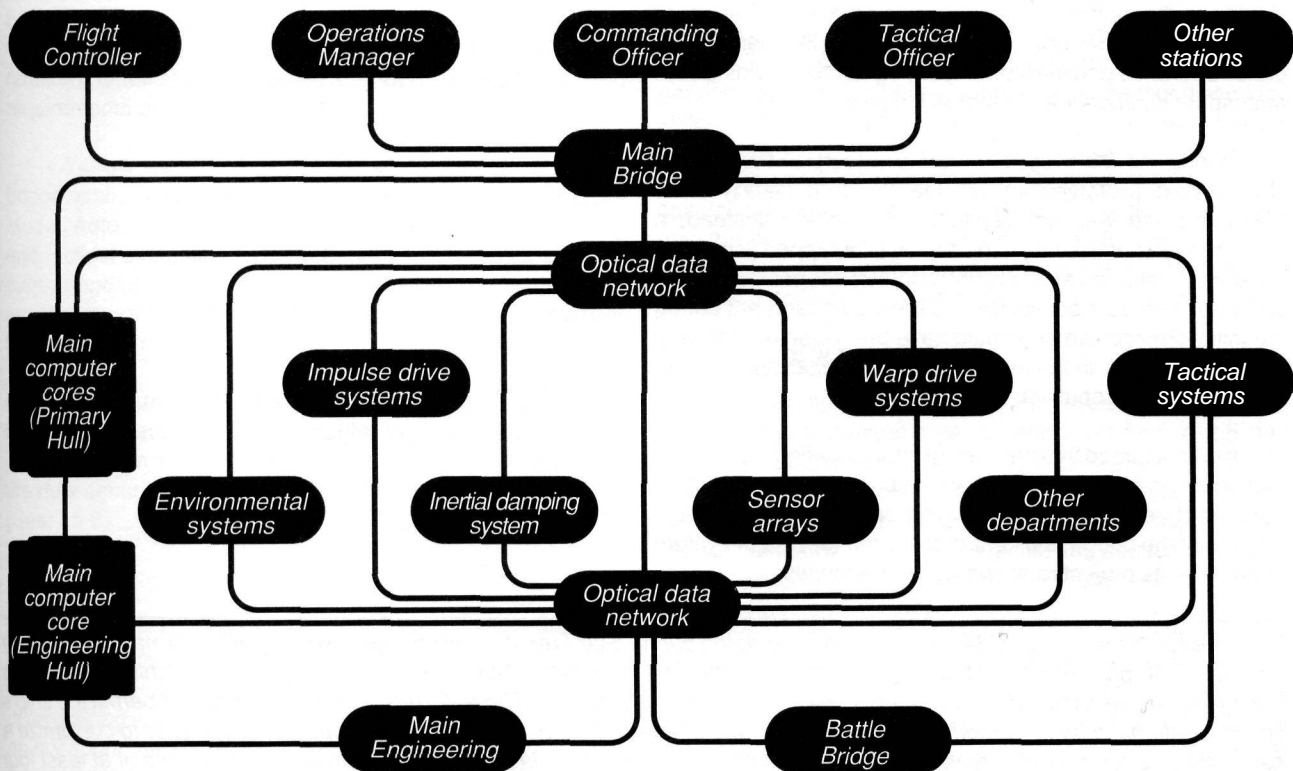 Flight
Controller
Operations
Manager
Commanding
Officer
Tactical
Officer
Other
stations
Main
Bridge
Optical data
network
Main
computer
cores
(Primary
Hull)
Impulse drive
systems
Warp drive
systems
Tactical
systems
Environmental
systems
Inertial damping
system
Sensor
arrays
Other
departments
Main
computer
core
(Engineering
Hull)
Optical data
network
Main
Engineering
Battle
Bridge